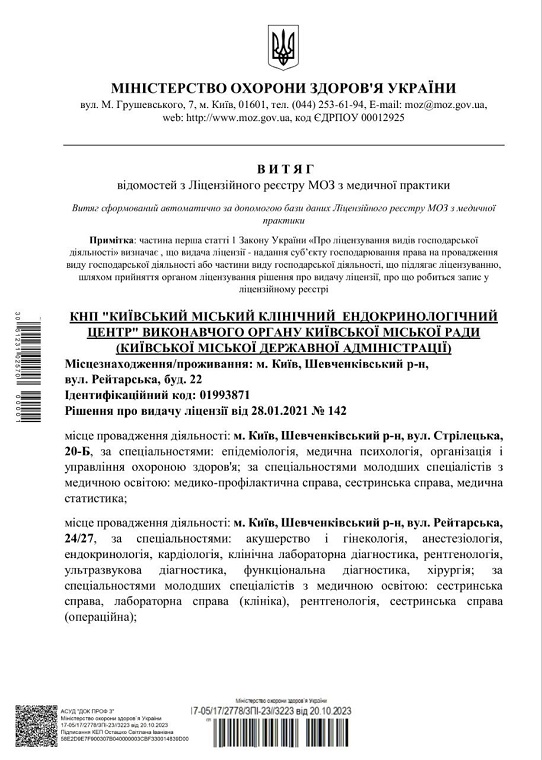 МІНІСТЕРСТВО ОХОРОНИ ЗДОРОВ'Я УКРАЇНИ
вул. М. Грушевського, 7, м. Київ, 01601, тел. (044) 253-61-94, E-mail: moz@moz.gov.ua,
web: http://www.moz.gov.ua, код ЄДРПОУ 00012925
ВИТЯГ
відомостей з Ліцензійного реєстру МОЗ з медичної практики
Витяг сформований автоматично за допомогою бази даних Ліцензійного реєстру МОЗ з медичної
практики
Примітка: частина перша статті 1 Закону України «Про ліцензування видів господарської
діяльності» визначає , що видача ліцензії - надання суб’єкту господарювання права на провадження
виду господарської діяльності або частини виду господарської діяльності, що підлягає ліцензуванню,
шляхом прийняття органом ліцензування рішення про видачу ліцензії, про що робиться запис у
ліцензійному реєстрі
КНП "КИЇВСЬКИЙ МІСЬКИЙ КЛІНІЧНИЙ ЕНДОКРИНОЛОГІЧНИЙ
ЦЕНТР" ВИКОНАВЧОГО ОРГАНУ КИЇВСЬКОЇ МІСЬКОЇ РАДИ
(КИЇВСЬКОЇ МІСЬКОЇ ДЕРЖАВНОЇ АДМІНІСТРАЦІЇ)
Місцезнаходження/проживання: м. Київ, Шевченківський р-н,
вул. Рейтарська, буд. 22
Ідентифікаційний код: 01993871
Рішення про видачу ліцензії від 28.01.2021 № 142
місце провадження діяльності: м. Київ, Шевченківський р-н, вул. Стрілецька,
20-Б, за спеціальностями: епідеміологія, медична психологія, організація і
управління охороною здоров'я; за спеціальностями молодших спеціалістів з
медичною освітою: медико-профілактична справа, сестринська справа, медична
статистика;
місце провадження діяльності: м. Київ, Шевченківський р-н, вул. Рейтарська,
24/27, за спеціальностями: акушерство і гінекологія, анестезіологія,
ендокринологія, кардіологія, клінічна лабораторна діагностика, рентгенологія,
ультразвукова діагностика, функціональна діагностика, хірургія; за
спеціальностями молодших спеціалістів з медичною освітою: сестринська
справа, лабораторна справа (клініка), рентгенологія, сестринська справа
(операційна);
АСУД "ДОК ПРОФ 3"
Міністерство охорони здоров`я України
17-05/17/2778/ЗПІ-23/3223 від 20.10.2023
Підписання КЕП Осташко Світлана Іванівна
Міністерство охорони здоров`я України
17-05/17/2778/ЗПІ-23//3223 від 20.10.2023